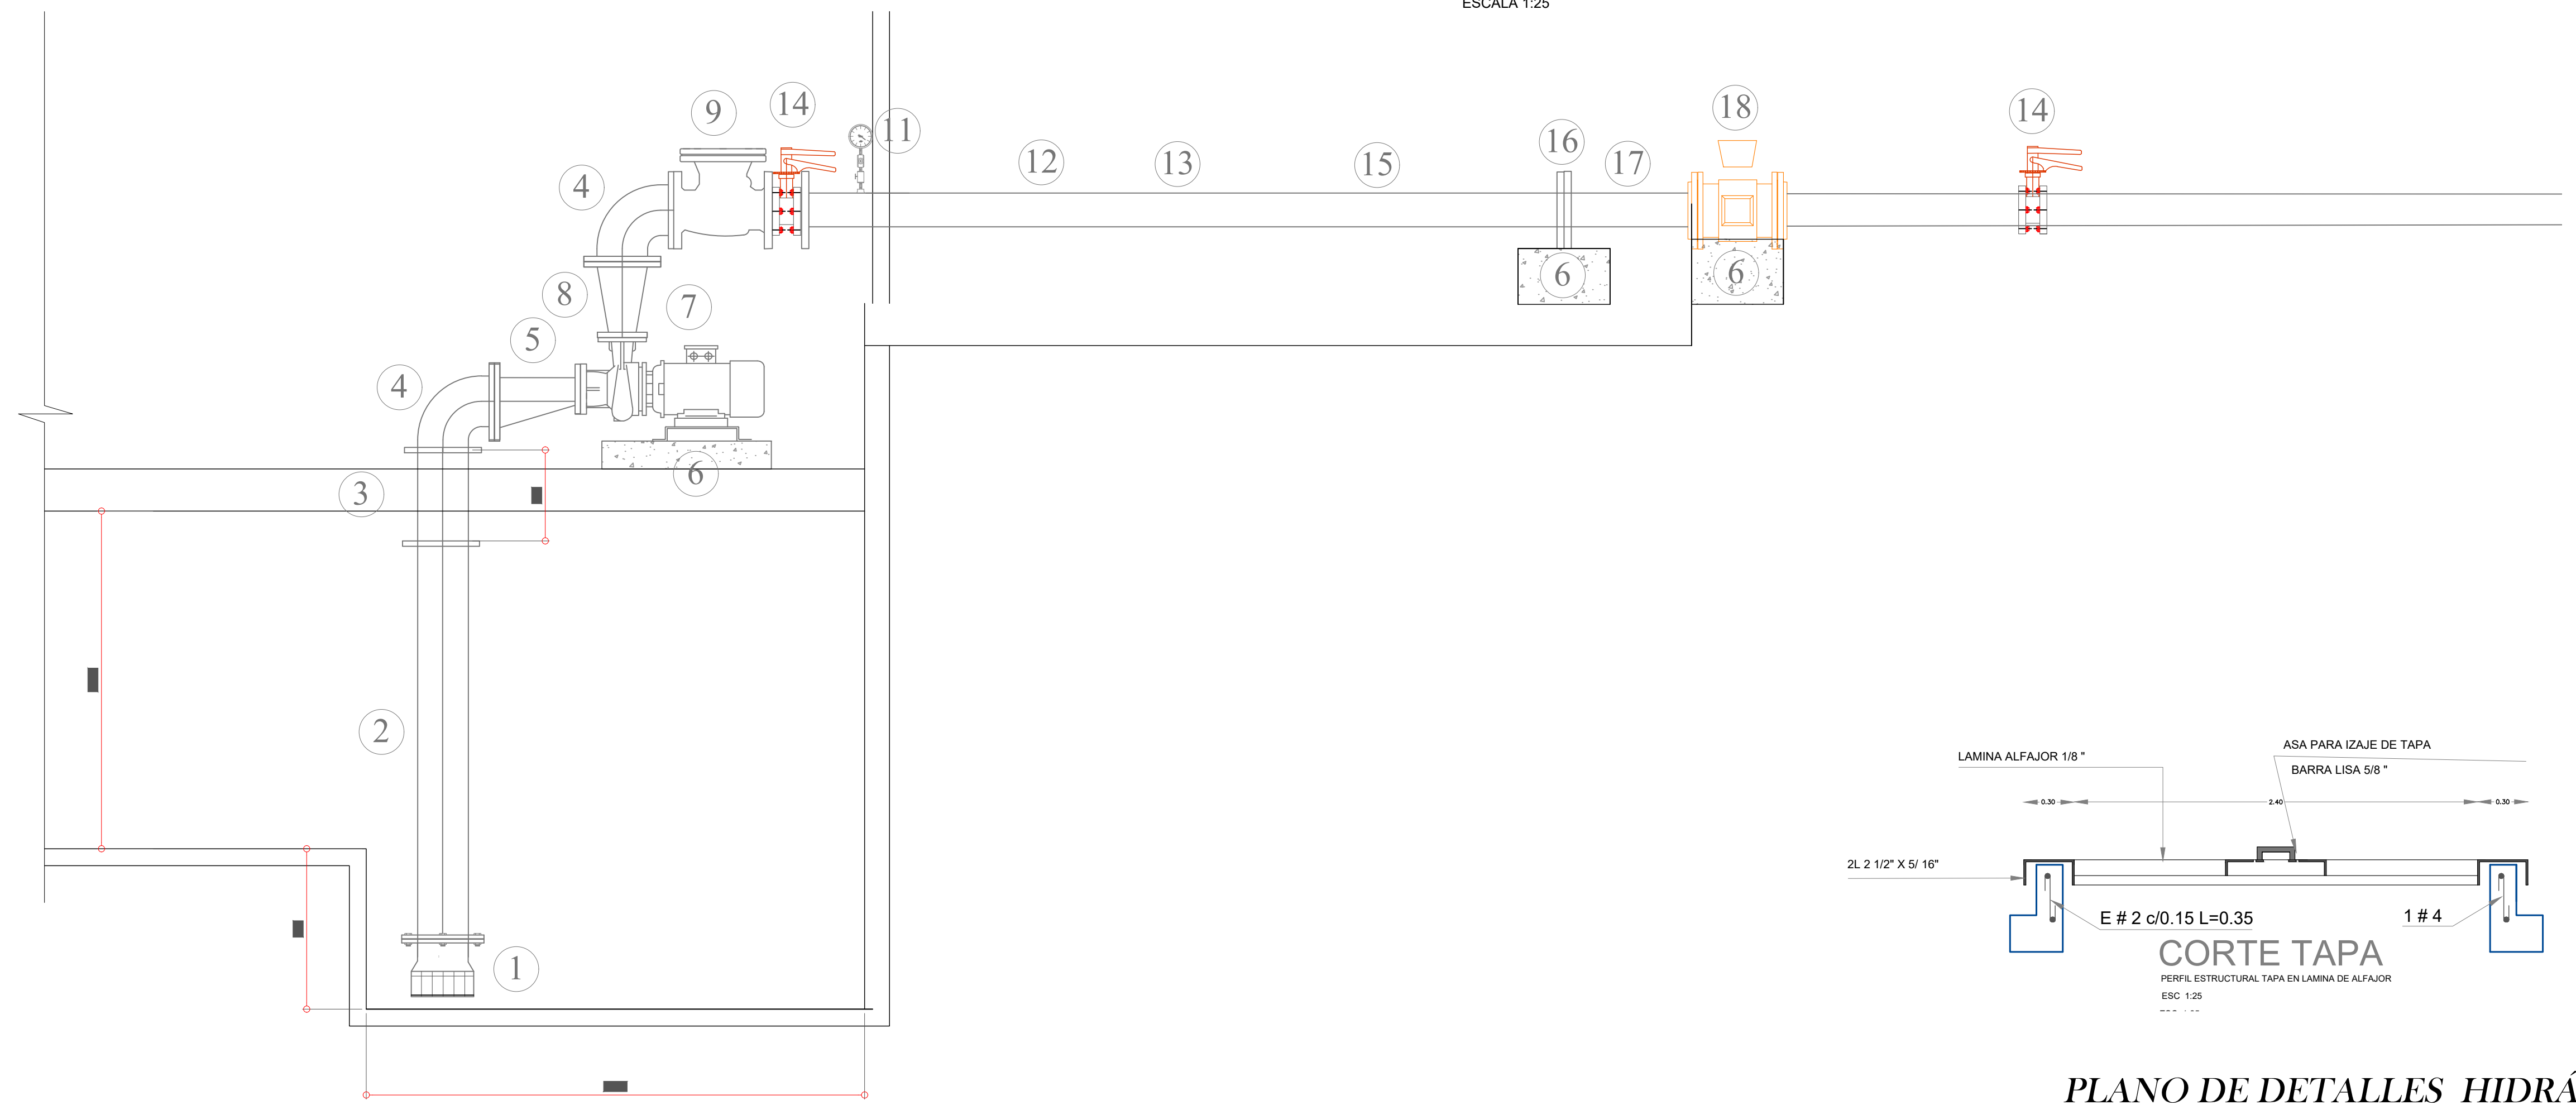 ESCALA 1:25
9
14
11
4
12
13
15
16
17
18
14
8
7
5
4
6
6
6
3
2
1
LAMINA ALFAJOR 1/8 "
ASA PARA IZAJE DE TAPA
BARRA LISA 5/8 "
0.30
2.40
0.30
2L 2 1/2" X 5/ 16"
E # 2 c/0.15 L=0.35
1 # 4
CORTE TAPA
PERFIL ESTRUCTURAL TAPA EN LAMINA DE ALFAJOR
ESC 1:25
PLANO DE DETALLES HIDRÁ